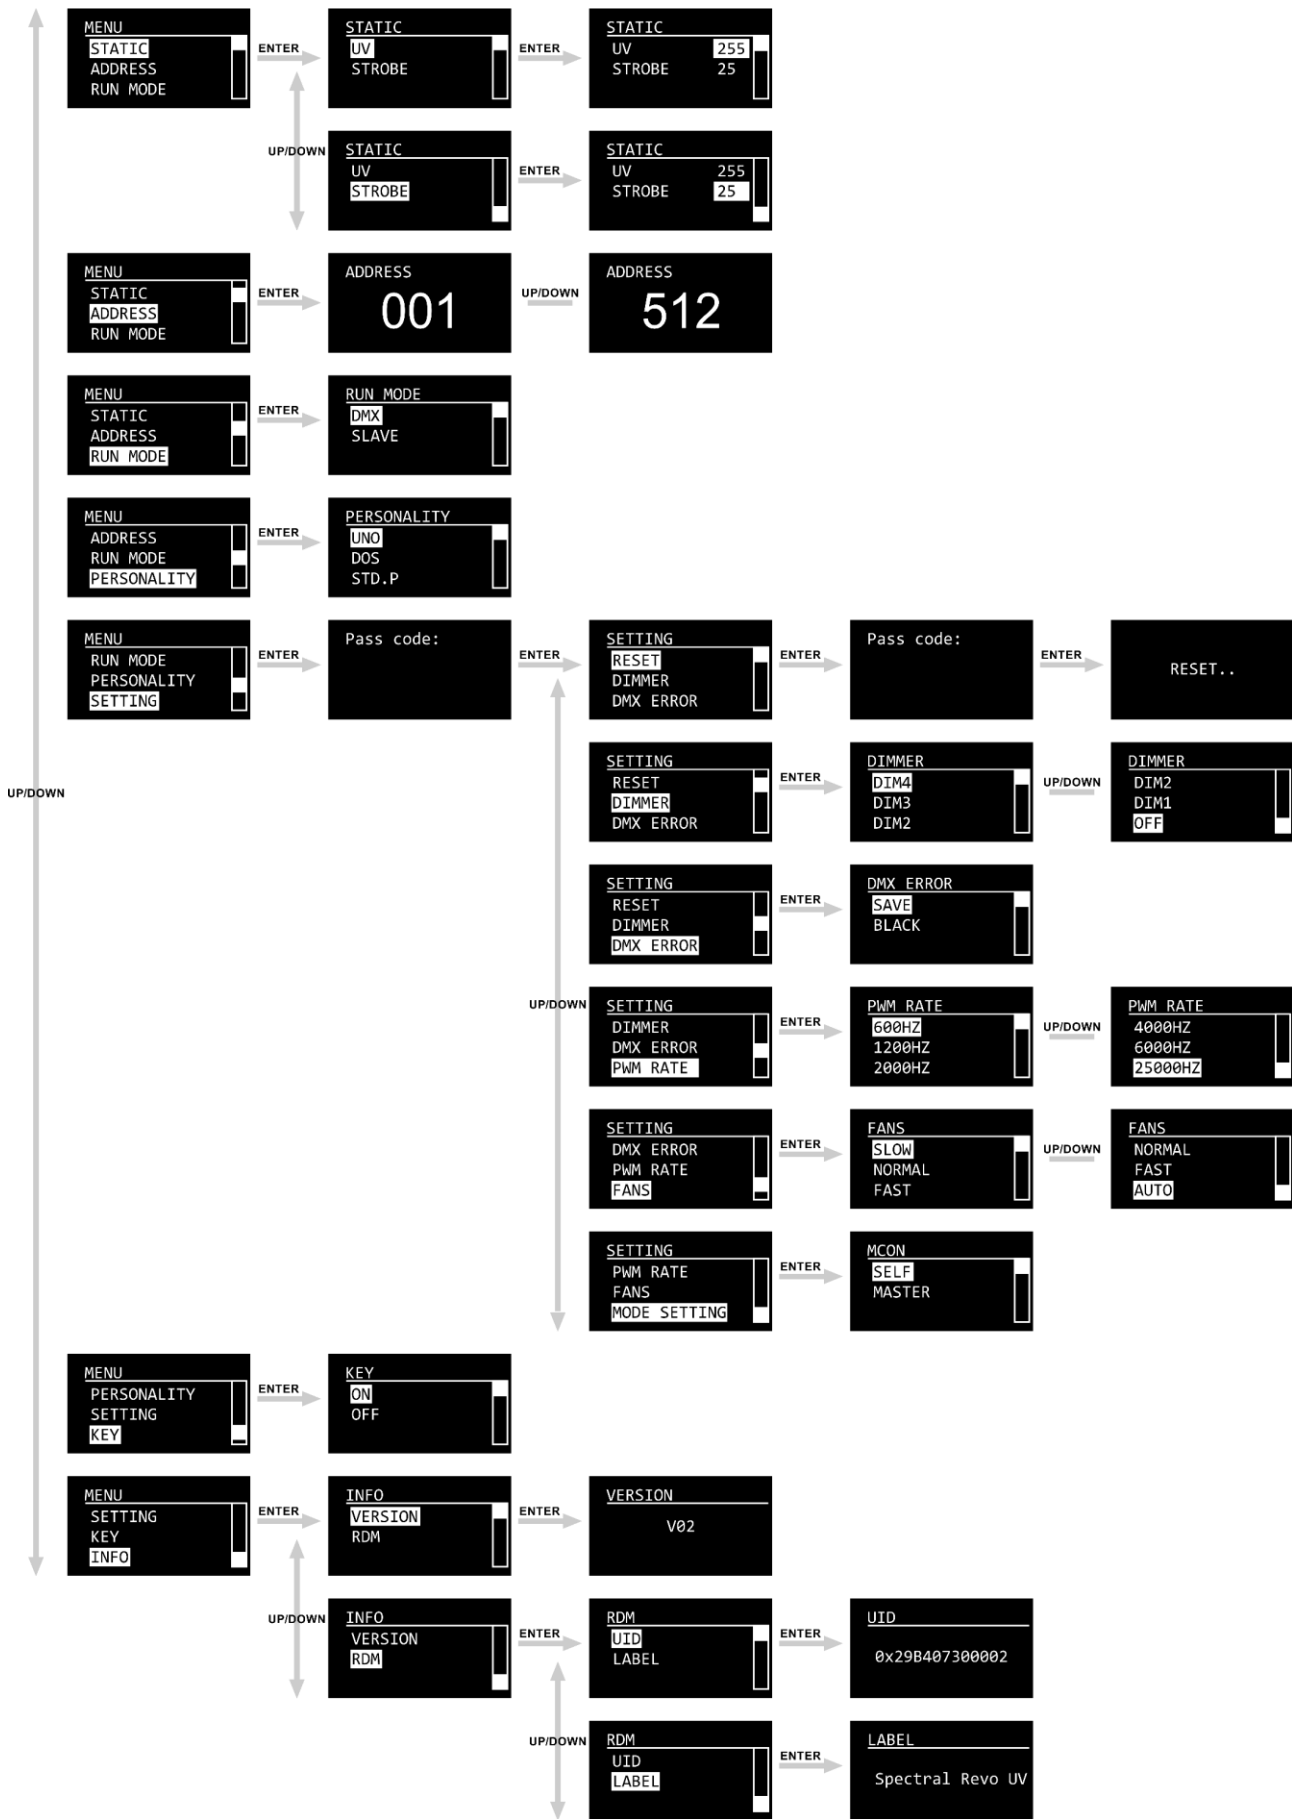 MENU
STATIC
ADDRESS
RUN MODE
ENTER
STATIC
UV
STROBE
ENTER
STATIC
UV 255
STROBE 25
UP/DOWN
STATIC
UV
STROBE
ENTER
STATIC
UV 255
STROBE 25
MENU
STATIC
ADDRESS
RUN MODE
ENTER
ADDRESS
001
UP/DOWN
ADDRESS
512
MENU
STATIC
ADDRESS
RUN MODE
ENTER
RUN MODE
DMX
SLAVE
MENU
ADDRESS
RUN MODE
PERSONALITY
ENTER
PERSONALITY
UNO
DOS
STD.P
MENU
RUN MODE
PERSONALITY
SETTING
ENTER
Pass code:
ENTER
SETTING
RESET
DIMMER
DMX ERROR
ENTER
Pass code:
ENTER
RESET..
UP/DOWN
SETTING
RESET
DIMMER
DMX ERROR
ENTER
DIMMER
DIM4
DIM3
DIM2
UP/DOWN
DIMMER
DIM2
DIM1
OFF
SETTING
RESET
DIMMER
DMX ERROR
ENTER
DMX ERROR
SAVE
BLACK
UP/DOWN
SETTING
DIMMER
DMX ERROR
PWM RATE
ENTER
PWM RATE
600HZ
1200HZ
2000HZ
UP/DOWN
PWM RATE
4000HZ
6000HZ
25000HZ
SETTING
DMX ERROR
PWM RATE
FANS
ENTER
FANS
SLOW
NORMAL
FAST
UP/DOWN
FANS
NORMAL
FAST
AUTO
SETTING
PWM RATE
FANS
MODE SETTING
ENTER
MCON
SELF
MASTER
MENU
PERSONALITY
SETTING
KEY
ENTER
KEY
ON
OFF
MENU
SETTING
KEY
INFO
ENTER
INFO
VERSION
RDM
ENTER
VERSION
V02
UP/DOWN
INFO
VERSION
RDM
ENTER
RDM
UID
LABEL
ENTER
UID
0x29B407300002
UP/DOWN
RDM
UID
LABEL
ENTER
LABEL
Spectral Revo UV